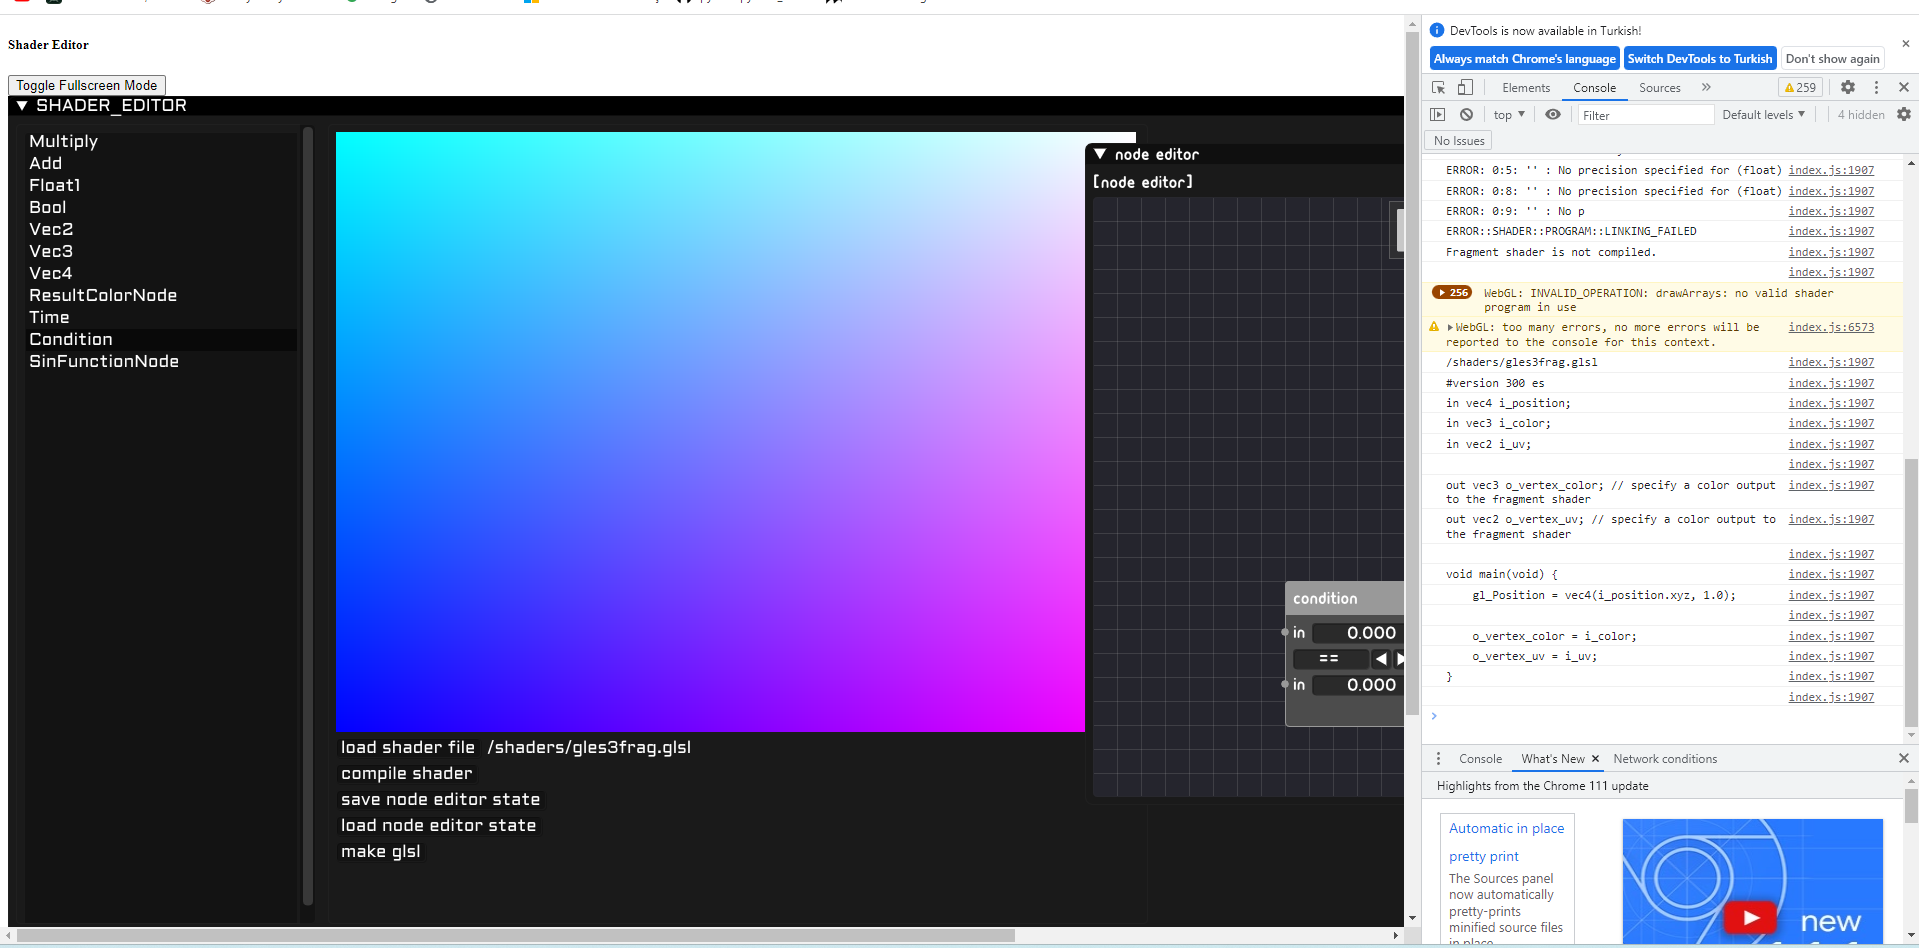 Shader Editor
Toggle Fullscreen Mode
SHADER_EDITOR
Multiply
Add
Float1
Bool
Vec2
Vec3
Vec4
ResultColorNode
Time
Condition
SinFunctionNode
node editor
[node editor]
condition
in 0.000
==
in 0.000
load shader file /shaders/gles3frag.glsl
compile shader
save node editor state
load node editor state
make glsl
DevTools is now available in Turkish!
Always match Chrome's language Switch DevTools to Turkish Don't show again
Elements Console Sources 259
top Filter Default levels 4 hidden
No Issues
ERROR: 0:5: '' : No precision specified for (float) index.js:1907
ERROR: 0:8: '' : No precision specified for (float) index.js:1907
ERROR: 0:9: '' : No p index.js:1907
ERROR::SHADER::PROGRAM::LINKING_FAILED index.js:1907
Fragment shader is not compiled. index.js:1907
index.js:1907
256 WebGL: INVALID_OPERATION: drawArrays: no valid shader
program in use
WebGL: too many errors, no more errors will be index.js:6573
reported to the console for this context.
/shaders/gles3frag.glsl index.js:1907
#version 300 es index.js:1907
in vec4 i_position; index.js:1907
in vec3 i_color; index.js:1907
in vec2 i_uv; index.js:1907
index.js:1907
out vec3 o_vertex_color; // specify a color output index.js:1907
to the fragment shader
out vec2 o_vertex_uv; // specify a color output to index.js:1907
the fragment shader
index.js:1907
void main(void) { index.js:1907
gl_Position = vec4(i_position.xyz, 1.0); index.js:1907
index.js:1907
o_vertex_color = i_color; index.js:1907
o_vertex_uv = i_uv; index.js:1907
} index.js:1907
index.js:1907
Console What's New Network conditions
Highlights from the Chrome 111 update
Automatic in place
pretty print
The Sources panel
now automatically
pretty-prints
minified source files
in place
new